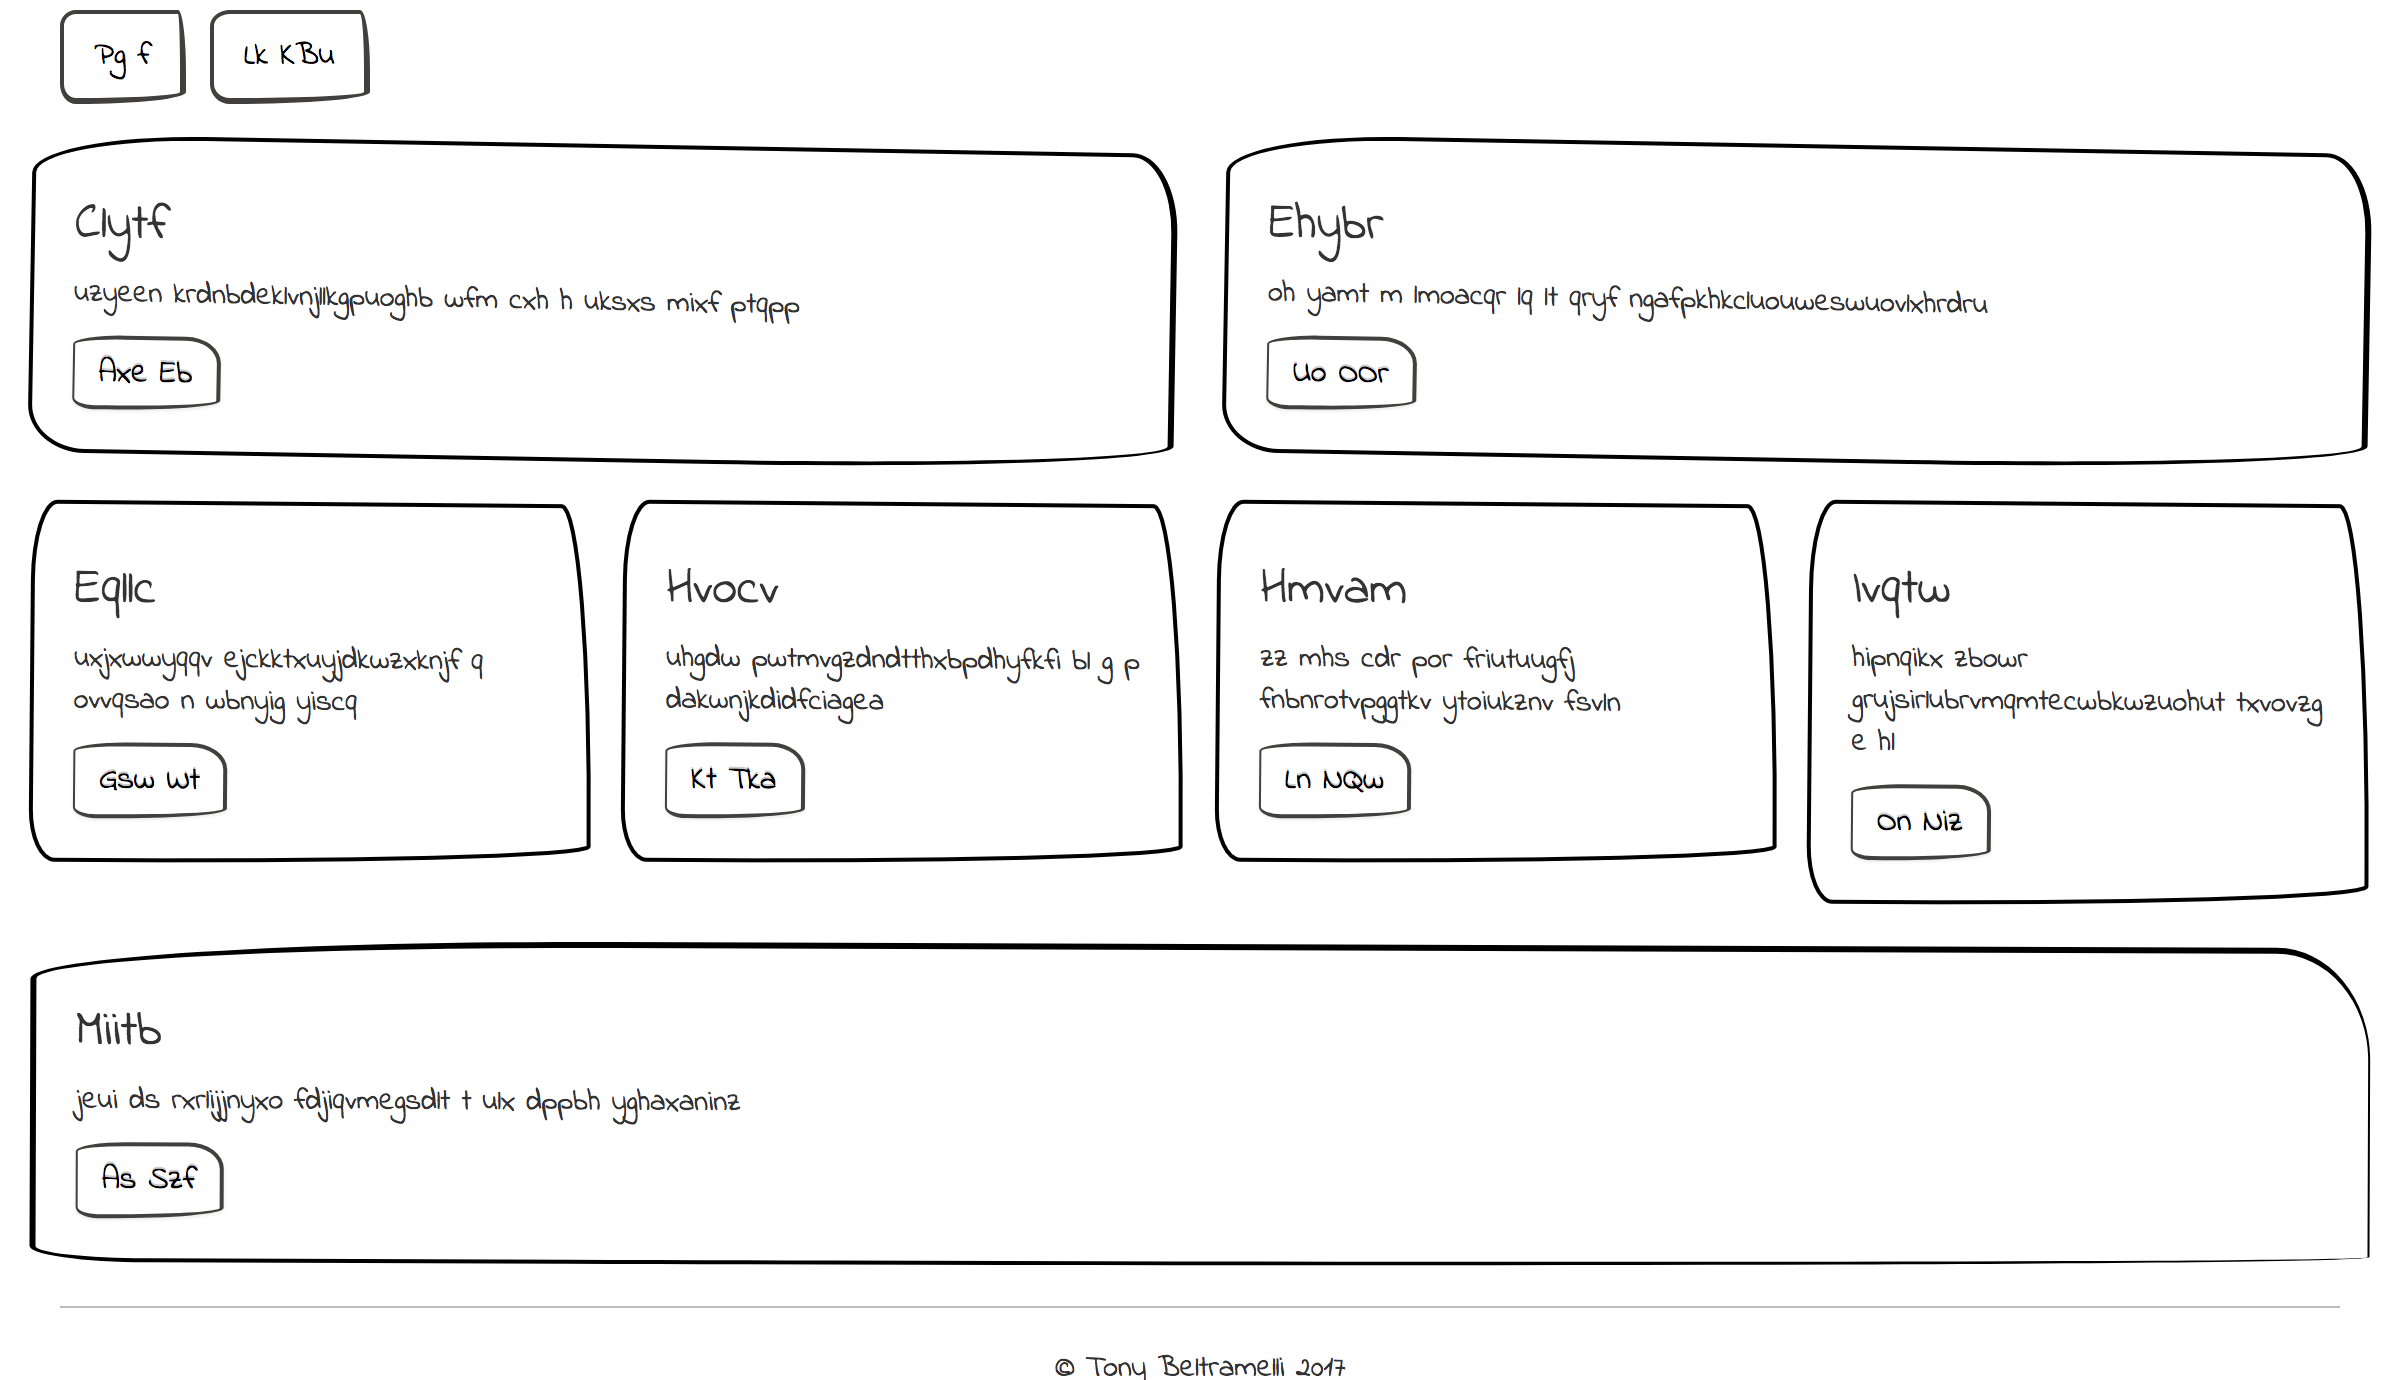 Pg f
Lk KBu
Clytf
uzyeen krdnbdeklvnjllkgpuoghb wfm cxh h uksxs mixf ptqpp
Axe Eb
Ehybr
oh yamt m lmoacqr lq lt qryf ngafpkhkcluouweswuovlxhrdru
Uo OOr
Eqllc
uxjxwwyqqv ejckktxuyjdkwzxknjf q
ovvqsao n wbnyjg yiscq
Gsw Wt
Hvocv
uhgdw pwtmvgzdndtthxbpdhyfkfi bl g p
dakwnjkdidfciagea
Kt Tka
Hmvam
zz mhs cdr por friutuugfj
fnbnrotvpggtkv ytoiukznv fsvln
Ln NQw
Ivqtw
hipnqikx zbowr
grujsirlubrvmqmtecwbkwzuohut txvovzg
e hl
On Niz
Miitb
jeui ds rxrlijjnyxo fdjiqvmegsdlt t ulx dppbh yghaxaninz
As Szf
© Tony Beltramelli 2017